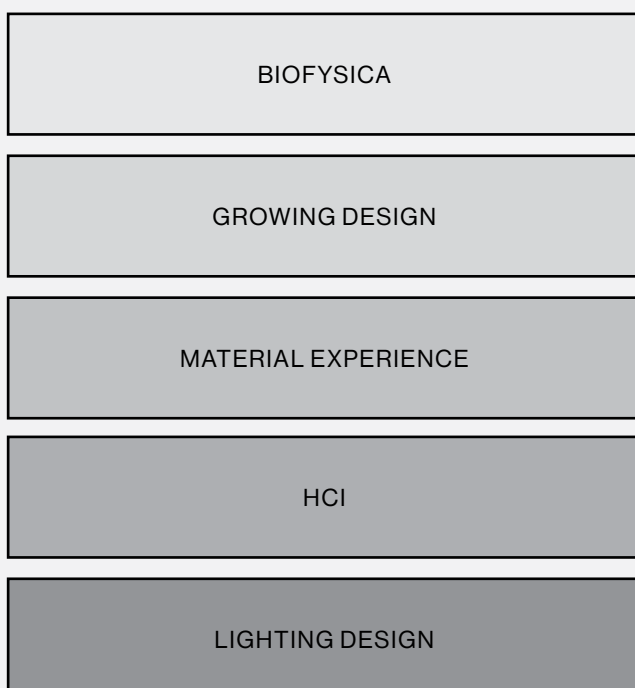 BIOFYSICA
GROWING DESIGN
MATERIAL EXPERIENCE
HCI
LIGHTING DESIGN